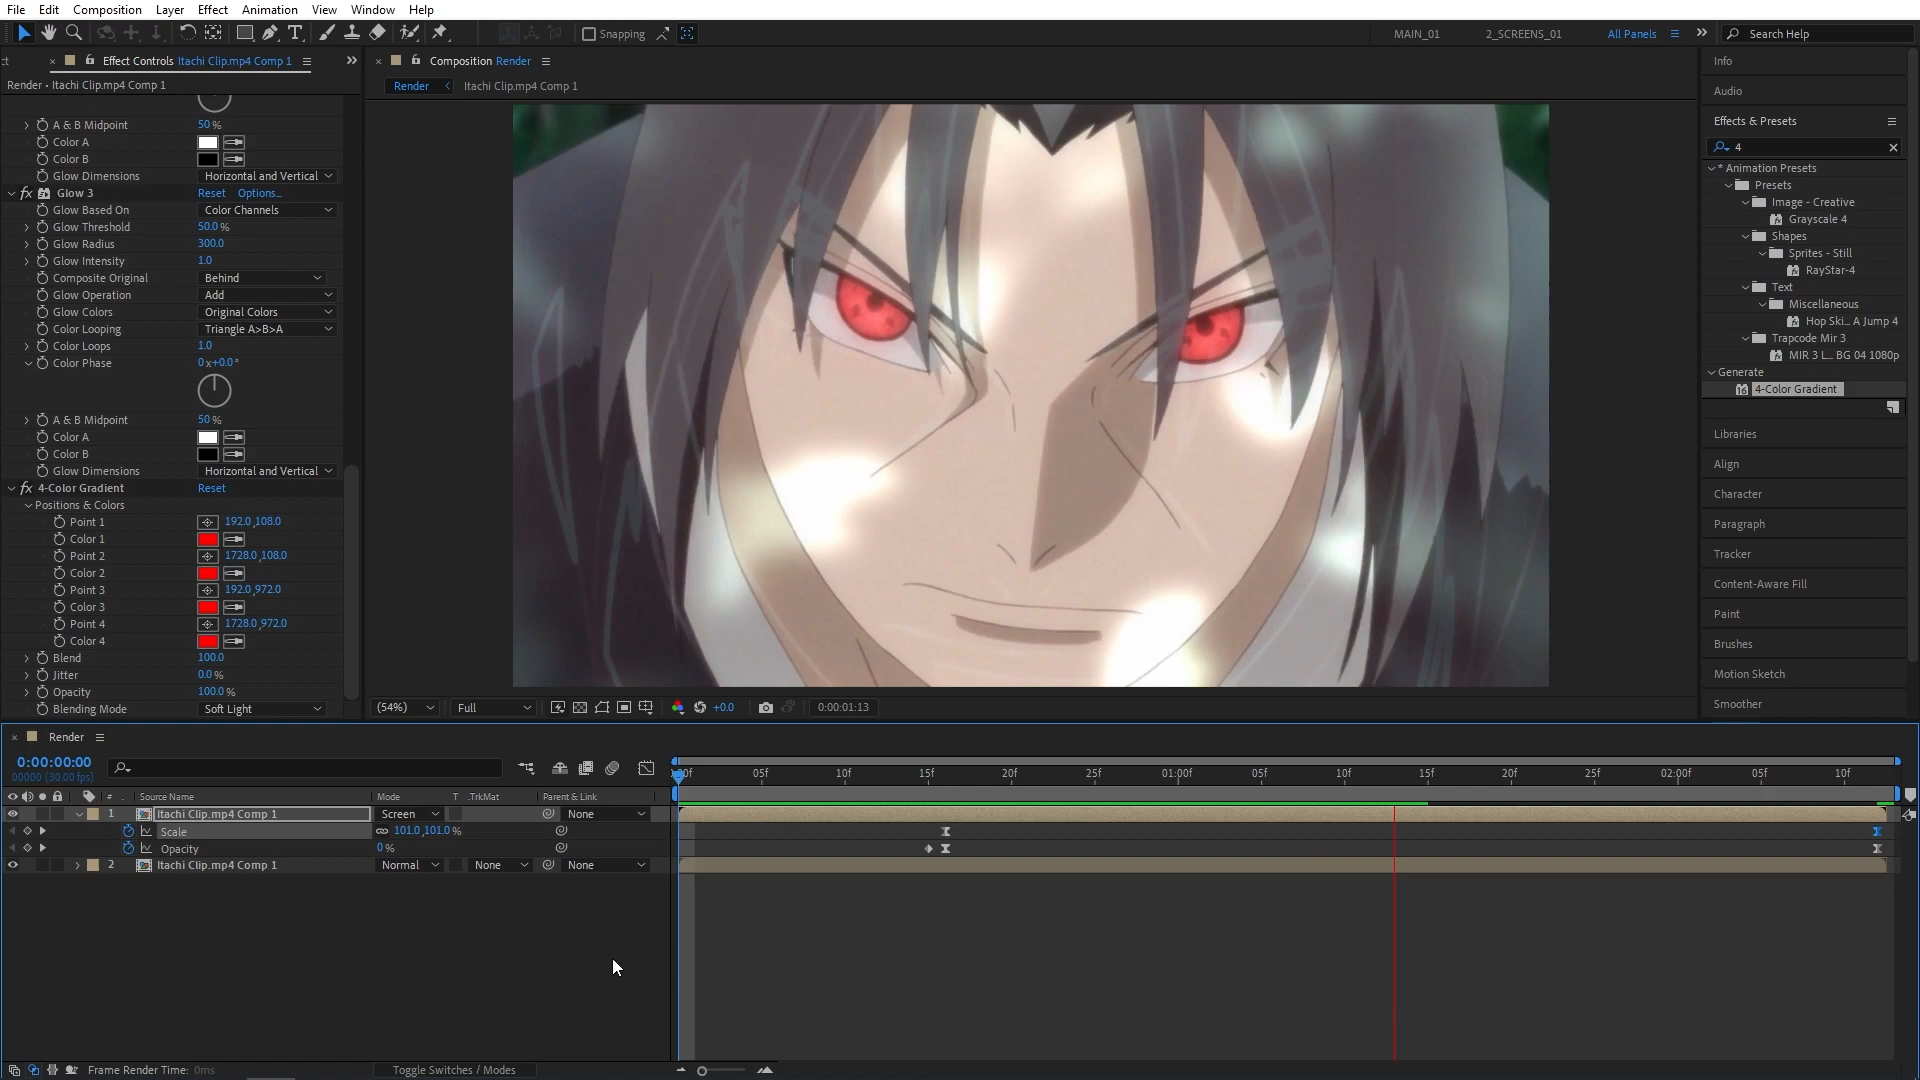 File Edit Composition Layer Effect Animation View Window Help
Snapping
MAIN_01 2_SCREENS_01 All Panels Search Help
ct
Effect Controls Itachi Clip.mp4 Comp 1
Render • Itachi Clip.mp4 Comp 1
A & B Midpoint 50 %
Color A
Color B
Glow Dimensions Horizontal and Vertical
fx Glow 3 Reset Options...
Glow Based On Color Channels
Glow Threshold 50.0 %
Glow Radius 300.0
Glow Intensity 1.0
Composite Original Behind
Glow Operation Add
Glow Colors Original Colors
Color Looping Triangle A>B>A
Color Loops 1.0
Color Phase 0 x+0.0 °
A & B Midpoint 50 %
Color A
Color B
Glow Dimensions Horizontal and Vertical
fx 4-Color Gradient Reset
Positions & Colors
Point 1 192.0 ,108.0
Color 1
Point 2 1728.0 ,108.0
Color 2
Point 3 192.0 ,972.0
Color 3
Point 4 1728.0 ,972.0
Color 4
Blend 100.0
Jitter 0.0 %
Opacity 100.0 %
Blending Mode Soft Light
Composition Render
Render Itachi Clip.mp4 Comp 1
(54%) Full +0.0 0:00:01:13
Info
Audio
Effects & Presets
4
* Animation Presets
Presets
Image - Creative
Grayscale 4
Shapes
Sprites - Still
RayStar-4
Text
Miscellaneous
Hop Ski... A Jump 4
Trapcode Mir 3
MIR 3 L... BG 04 1080p
Generate
4-Color Gradient
Libraries
Align
Character
Paragraph
Tracker
Content-Aware Fill
Paint
Brushes
Motion Sketch
Smoother
Render
0:00:00:00
00000 (30.00 fps)
:00f 05f 10f 15f 20f 25f 01:00f 05f 10f 15f 20f 25f 02:00f 05f 10f
# . Source Name Mode T .TrkMat Parent & Link
1 Itachi Clip.mp4 Comp 1 Screen None
Scale 101.0 ,101.0 %
Opacity 0 %
2 Itachi Clip.mp4 Comp 1 Normal None None
Frame Render Time: 0ms Toggle Switches / Modes